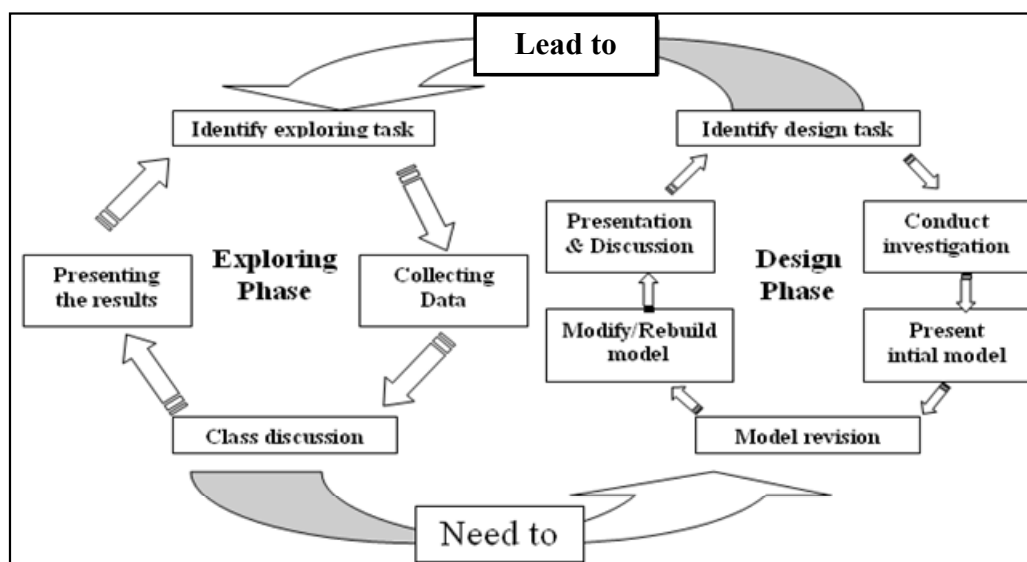 Lead to
Identify exploring task
Identify design task
Exploring
Phase
Collecting
Data
Class discussion
Presenting
the results
Design
Phase
Conduct
investigation
Present
intial model
Model revision
Modify/Rebuild
model
Presentation
& Discussion
Need to